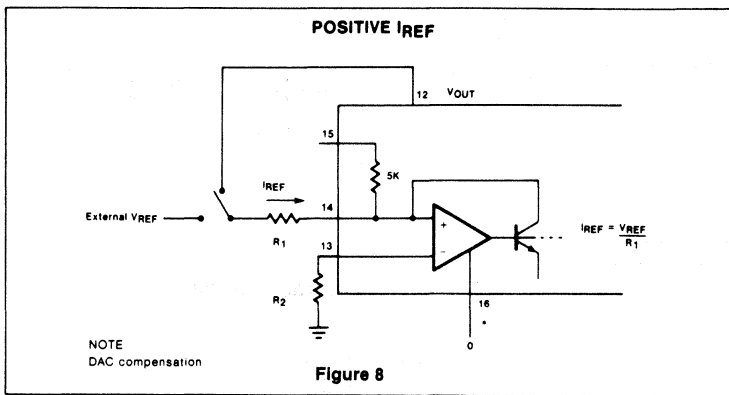 POSITIVE IREF
12 VOUT
15
5K
IREF
External VREF
14
+
R1
IREF = VREF
R1
13
−
R2
16
*
0
NOTE
DAC compensation
Figure 8